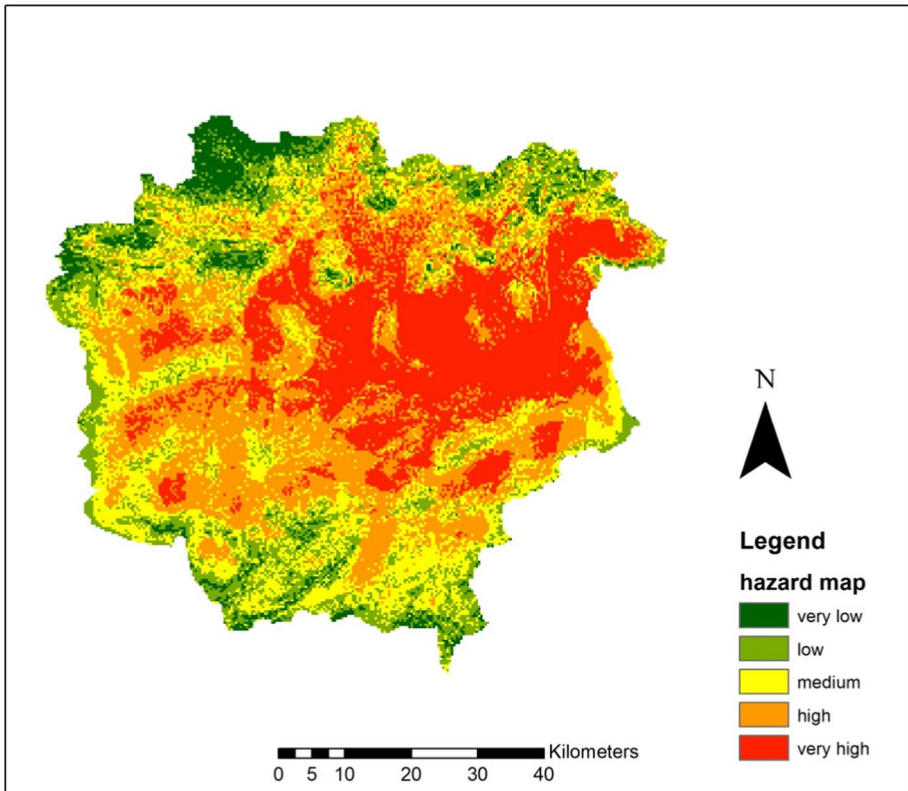 N
Legend
hazard map
very low
low
medium
high
very high
Kilometers
0 5 10 20 30 40